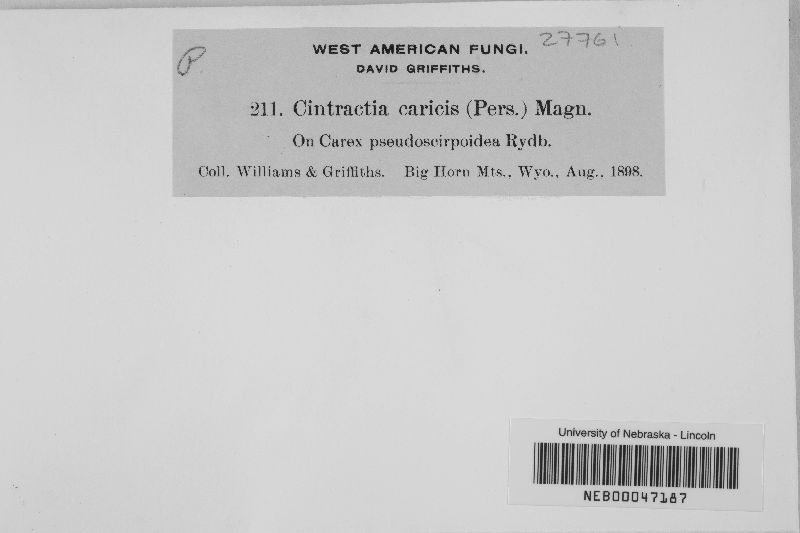 27761
P
WEST AMERICAN FUNGI.
DAVID GRIFFITHS.
211. Cintractia caricis (Pers.) Magn.
On Carex pseudoscirpoidea Rydb.
Coll. Williams & Griffiths. Big Horn Mts., Wyo., Aug., 1898.
University of Nebraska - Lincoln
NEB00047187